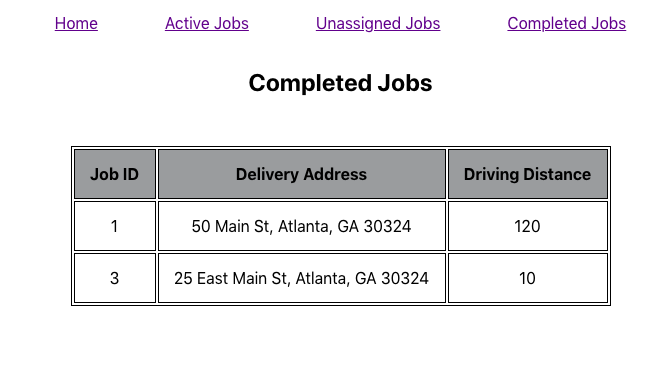 Home Active Jobs Unassigned Jobs Completed Jobs
Completed Jobs
Job ID Delivery Address Driving Distance
1 50 Main St, Atlanta, GA 30324 120
3 25 East Main St, Atlanta, GA 30324 10